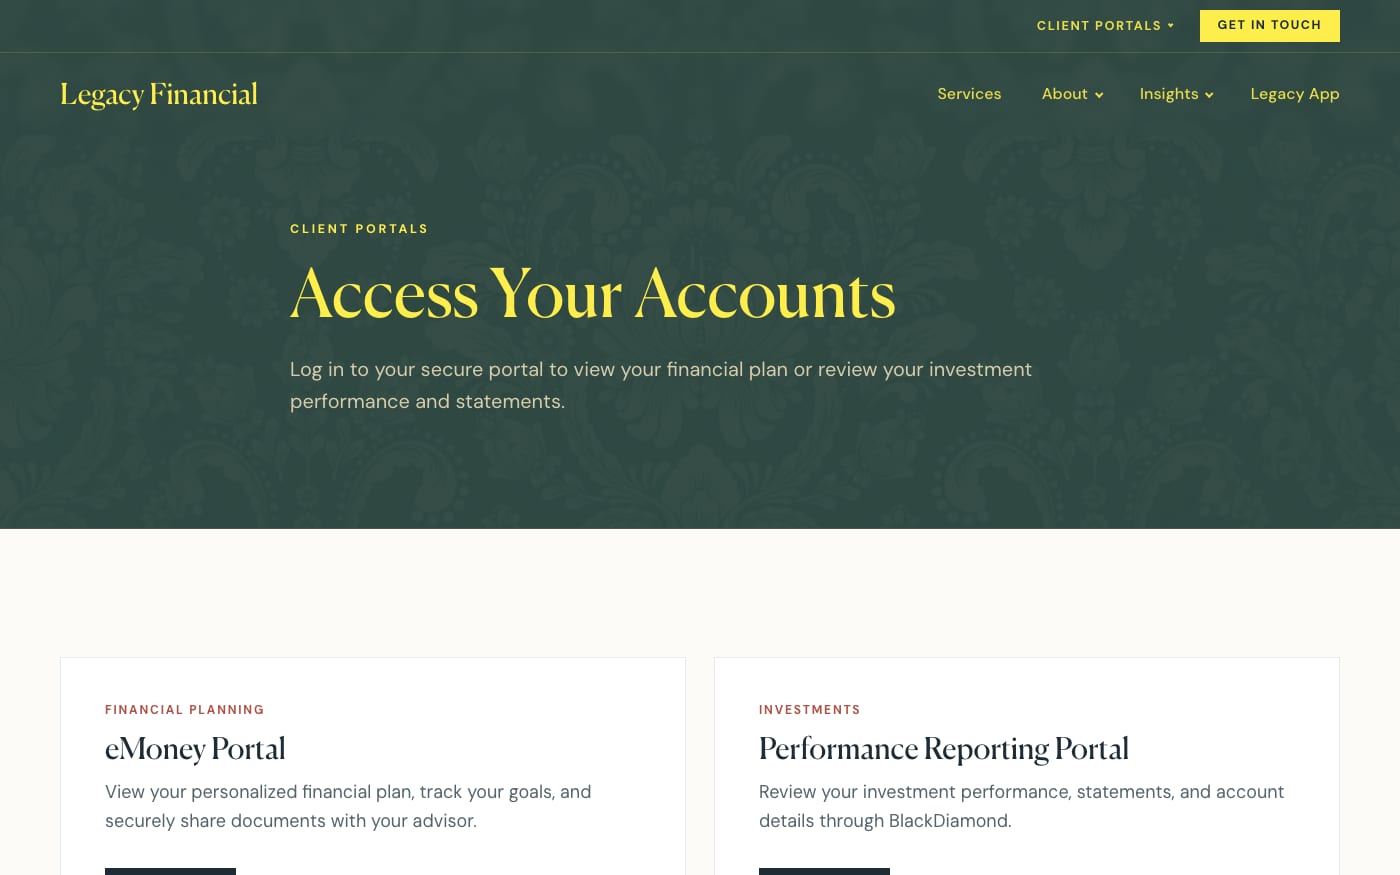 CLIENT PORTALS
GET IN TOUCH
Legacy Financial
Services
About
Insights
Legacy App
CLIENT PORTALS
Access Your Accounts
Log in to your secure portal to view your financial plan or review your investment
performance and statements.
FINANCIAL PLANNING
eMoney Portal
View your personalized financial plan, track your goals, and
securely share documents with your advisor.
INVESTMENTS
Performance Reporting Portal
Review your investment performance, statements, and account
details through BlackDiamond.